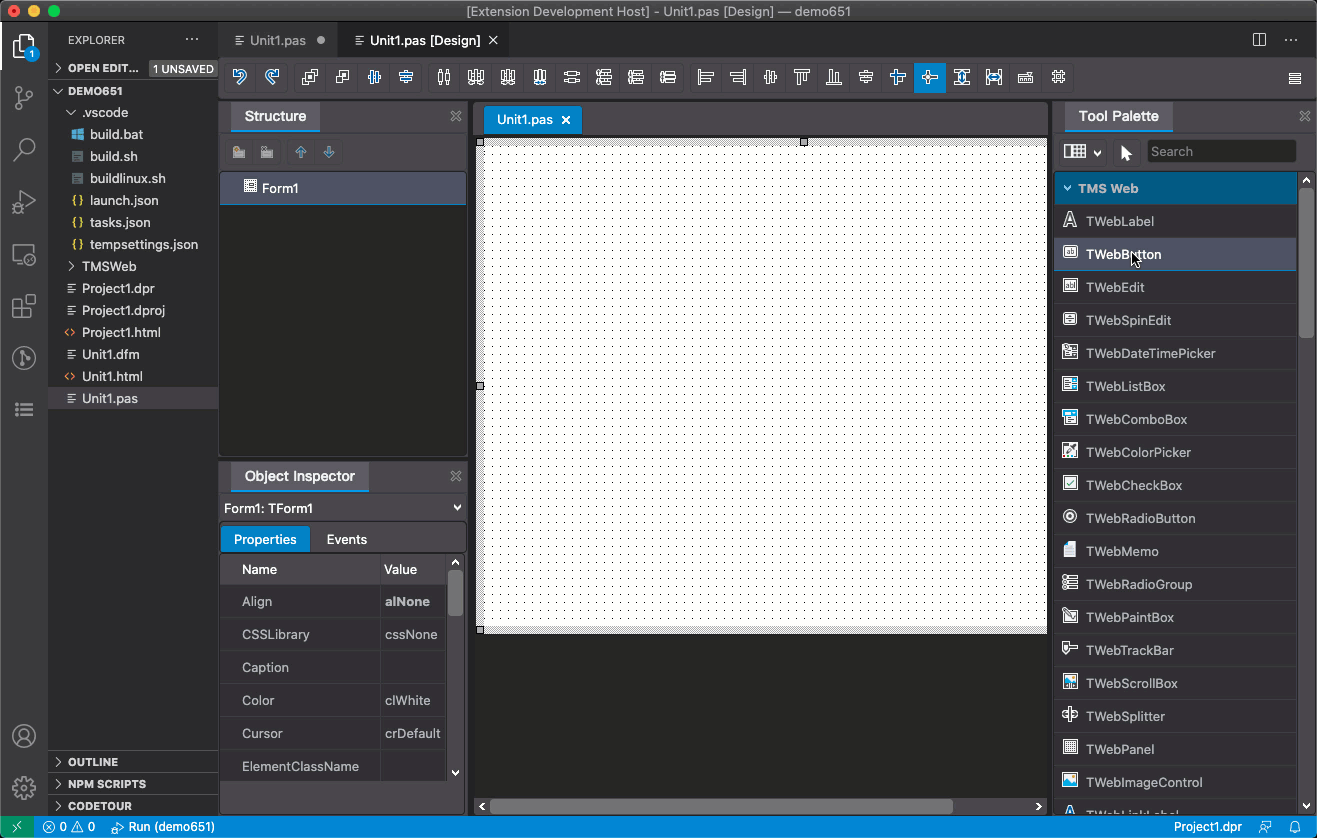 [Extension Development Host] - Unit1.pas [Design] — demo651
1
EXPLORER
OPEN EDIT...
1 UNSAVED
DEMO651
.vscode
build.bat
build.sh
buildlinux.sh
launch.json
tasks.json
tempsettings.json
TMSWeb
Project1.dpr
Project1.dproj
Project1.html
Unit1.dfm
Unit1.html
Unit1.pas
OUTLINE
NPM SCRIPTS
CODETOUR
Unit1.pas
Unit1.pas [Design]
Structure
Form1
Object Inspector
Form1: TForm1
Properties Events
Name Value
Align alNone
CSSLibrary cssNone
Caption
Color clWhite
Cursor crDefault
ElementClassName
Unit1.pas
Tool Palette
Search
TMS Web
TWebLabel
TWebButton
TWebEdit
TWebSpinEdit
TWebDateTimePicker
TWebListBox
TWebComboBox
TWebColorPicker
TWebCheckBox
TWebRadioButton
TWebMemo
TWebRadioGroup
TWebPaintBox
TWebTrackBar
TWebScrollBox
TWebSplitter
TWebPanel
TWebImageControl
0 0 Run (demo651)
Project1.dpr